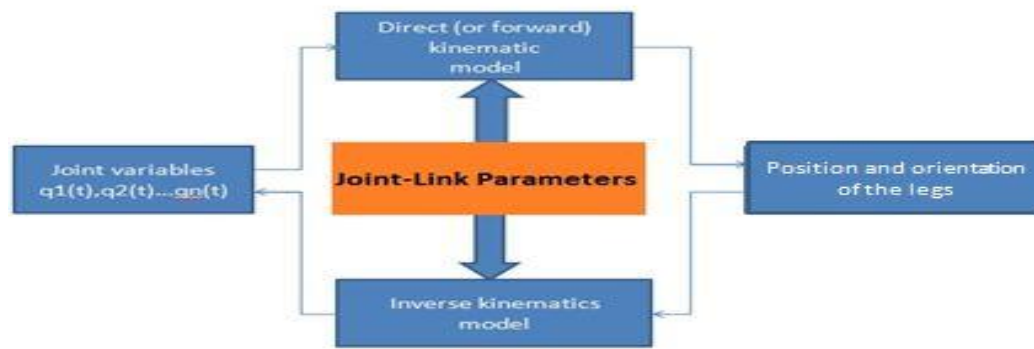 Direct (or forward)
kinematic
model
Joint variables
q1(t),q2(t)...qn(t)
Joint-Link Parameters
Position and orientation
of the legs
Inverse kinematics
model